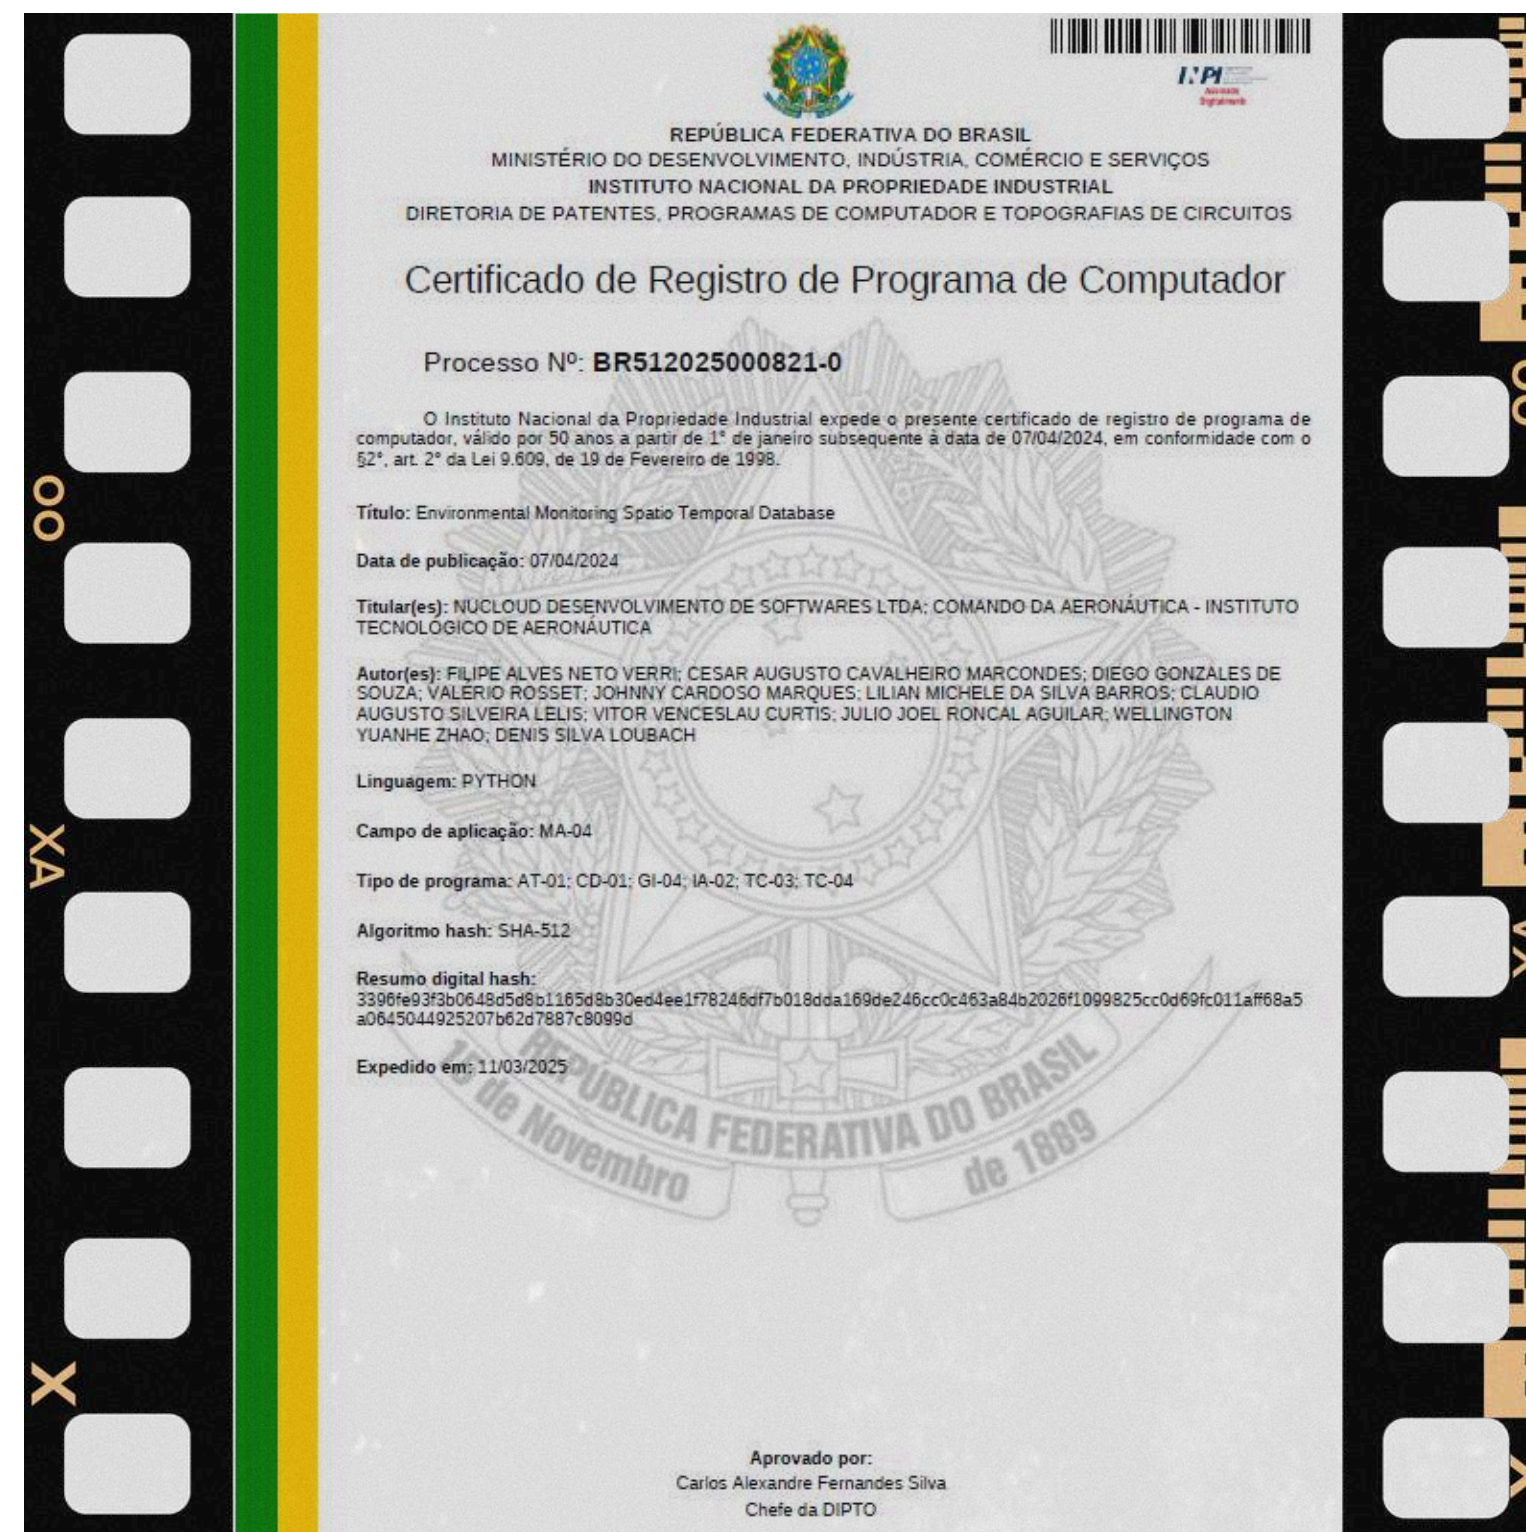 INPI
Assinado
Digitalmente
REPÚBLICA FEDERATIVA DO BRASIL
MINISTÉRIO DO DESENVOLVIMENTO, INDÚSTRIA, COMÉRCIO E SERVIÇOS
INSTITUTO NACIONAL DA PROPRIEDADE INDUSTRIAL
DIRETORIA DE PATENTES, PROGRAMAS DE COMPUTADOR E TOPOGRAFIAS DE CIRCUITOS
Certificado de Registro de Programa de Computador
Processo Nº: BR512025000821-0
O Instituto Nacional da Propriedade Industrial expede o presente certificado de registro de programa de
computador, válido por 50 anos a partir de 1° de janeiro subsequente à data de 07/04/2024, em conformidade com o
§2°, art. 2° da Lei 9.609, de 19 de Fevereiro de 1998.
Título: Environmental Monitoring Spatio Temporal Database
Data de publicação: 07/04/2024
Titular(es): NUCLOUD DESENVOLVIMENTO DE SOFTWARES LTDA; COMANDO DA AERONÁUTICA - INSTITUTO
TECNOLÓGICO DE AERONÁUTICA
Autor(es): FILIPE ALVES NETO VERRI; CESAR AUGUSTO CAVALHEIRO MARCONDES; DIEGO GONZALES DE
SOUZA; VALÉRIO ROSSET; JOHNNY CARDOSO MARQUES; LILIAN MICHELE DA SILVA BARROS; CLAUDIO
AUGUSTO SILVEIRA LELIS; VITOR VENCESLAU CURTIS; JULIO JOEL RONCAL AGUILAR; WELLINGTON
YUANHE ZHAO; DENIS SILVA LOUBACH
Linguagem: PYTHON
Campo de aplicação: MA-04
Tipo de programa: AT-01; CD-01; GI-04; IA-02; TC-03; TC-04
Algoritmo hash: SHA-512
Resumo digital hash:
3396fe93f3b0648d5d8b1165d8b30ed4ee1f78246df7b018dda169de246cc0c463a84b2026f1099825cc0d69fc011aff68a5
a0645044925207b62d7887c8099d
Expedido em: 11/03/2025
REPÚBLICA FEDERATIVA DO BRASIL
15 de Novembro de 1889
Aprovado por:
Carlos Alexandre Fernandes Silva
Chefe da DIPTO
OO
XA
X